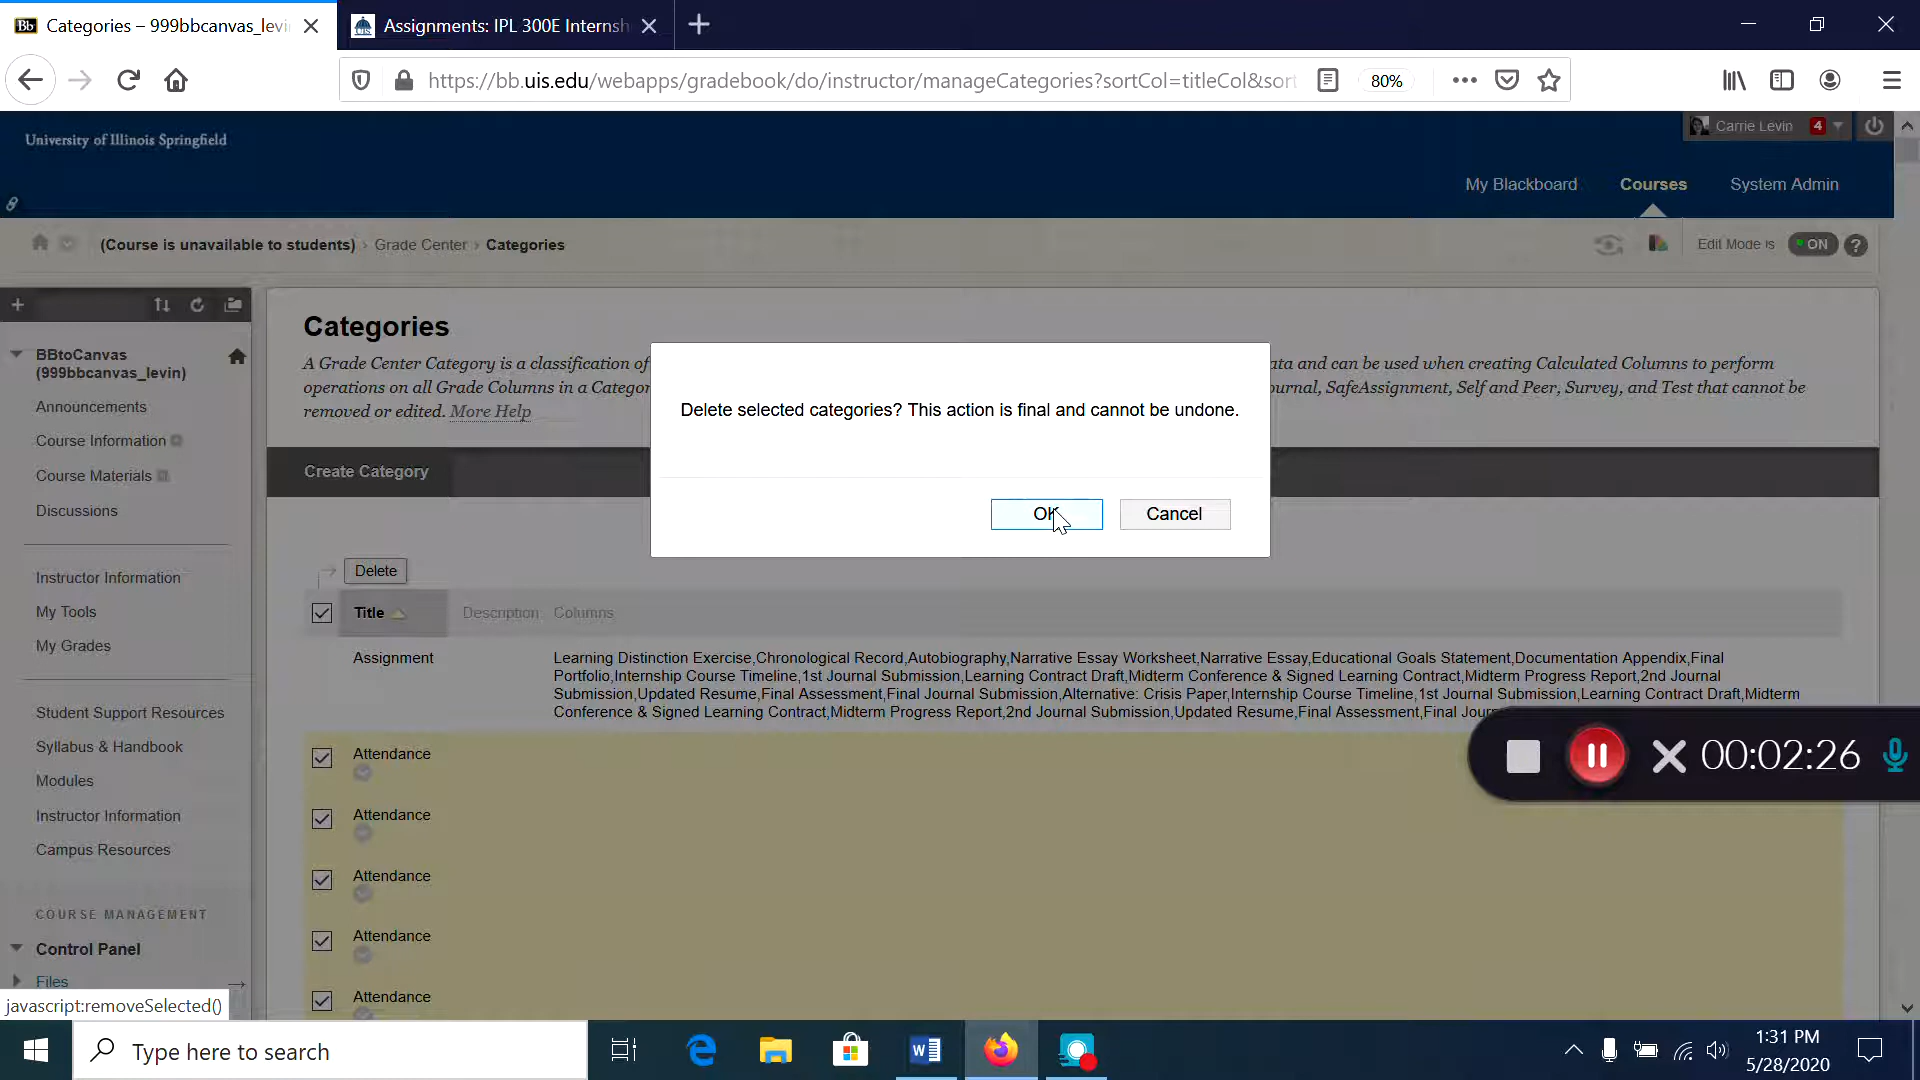 Categories – 999bbcanvas_levi
Assignments: IPL 300E Internsh
https://bb.uis.edu/webapps/gradebook/do/instructor/manageCategories?sortCol=titleCol&sort
80%
University of Illinois Springfield
Carrie Levin 4
My Blackboard
Courses
System Admin
(Course is unavailable to students)
Grade Center
Categories
Edit Mode is
ON
?
BBtoCanvas
(999bbcanvas_levin)
Announcements
Course Information
Course Materials
Discussions
Instructor Information
My Tools
My Grades
Student Support Resources
Syllabus & Handbook
Modules
Instructor Information
Campus Resources
COURSE MANAGEMENT
Control Panel
Files
javascript:removeSelected()
Categories
A Grade Center Category is a classification of
ata and can be used when creating Calculated Columns to perform
operations on all Grade Columns in a Categor
ournal, SafeAssignment, Self and Peer, Survey, and Test that cannot be
removed or edited. More Help
Delete selected categories? This action is final and cannot be undone.
OK
Cancel
Create Category
Delete
Title
Description
Columns
Assignment
Learning Distinction Exercise,Chronological Record,Autobiography,Narrative Essay Worksheet,Narrative Essay,Educational Goals Statement,Documentation Appendix,Final
Portfolio,Internship Course Timeline,1st Journal Submission,Learning Contract Draft,Midterm Conference & Signed Learning Contract,Midterm Progress Report,2nd Journal
Submission,Updated Resume,Final Assessment,Final Journal Submission,Alternative: Crisis Paper,Internship Course Timeline,1st Journal Submission,Learning Contract Draft,Midterm
Conference & Signed Learning Contract,Midterm Progress Report,2nd Journal Submission,Updated Resume,Final Assessment,Final Jour
Attendance
Attendance
Attendance
Attendance
Attendance
00:02:26
Type here to search
1:31 PM
5/28/2020